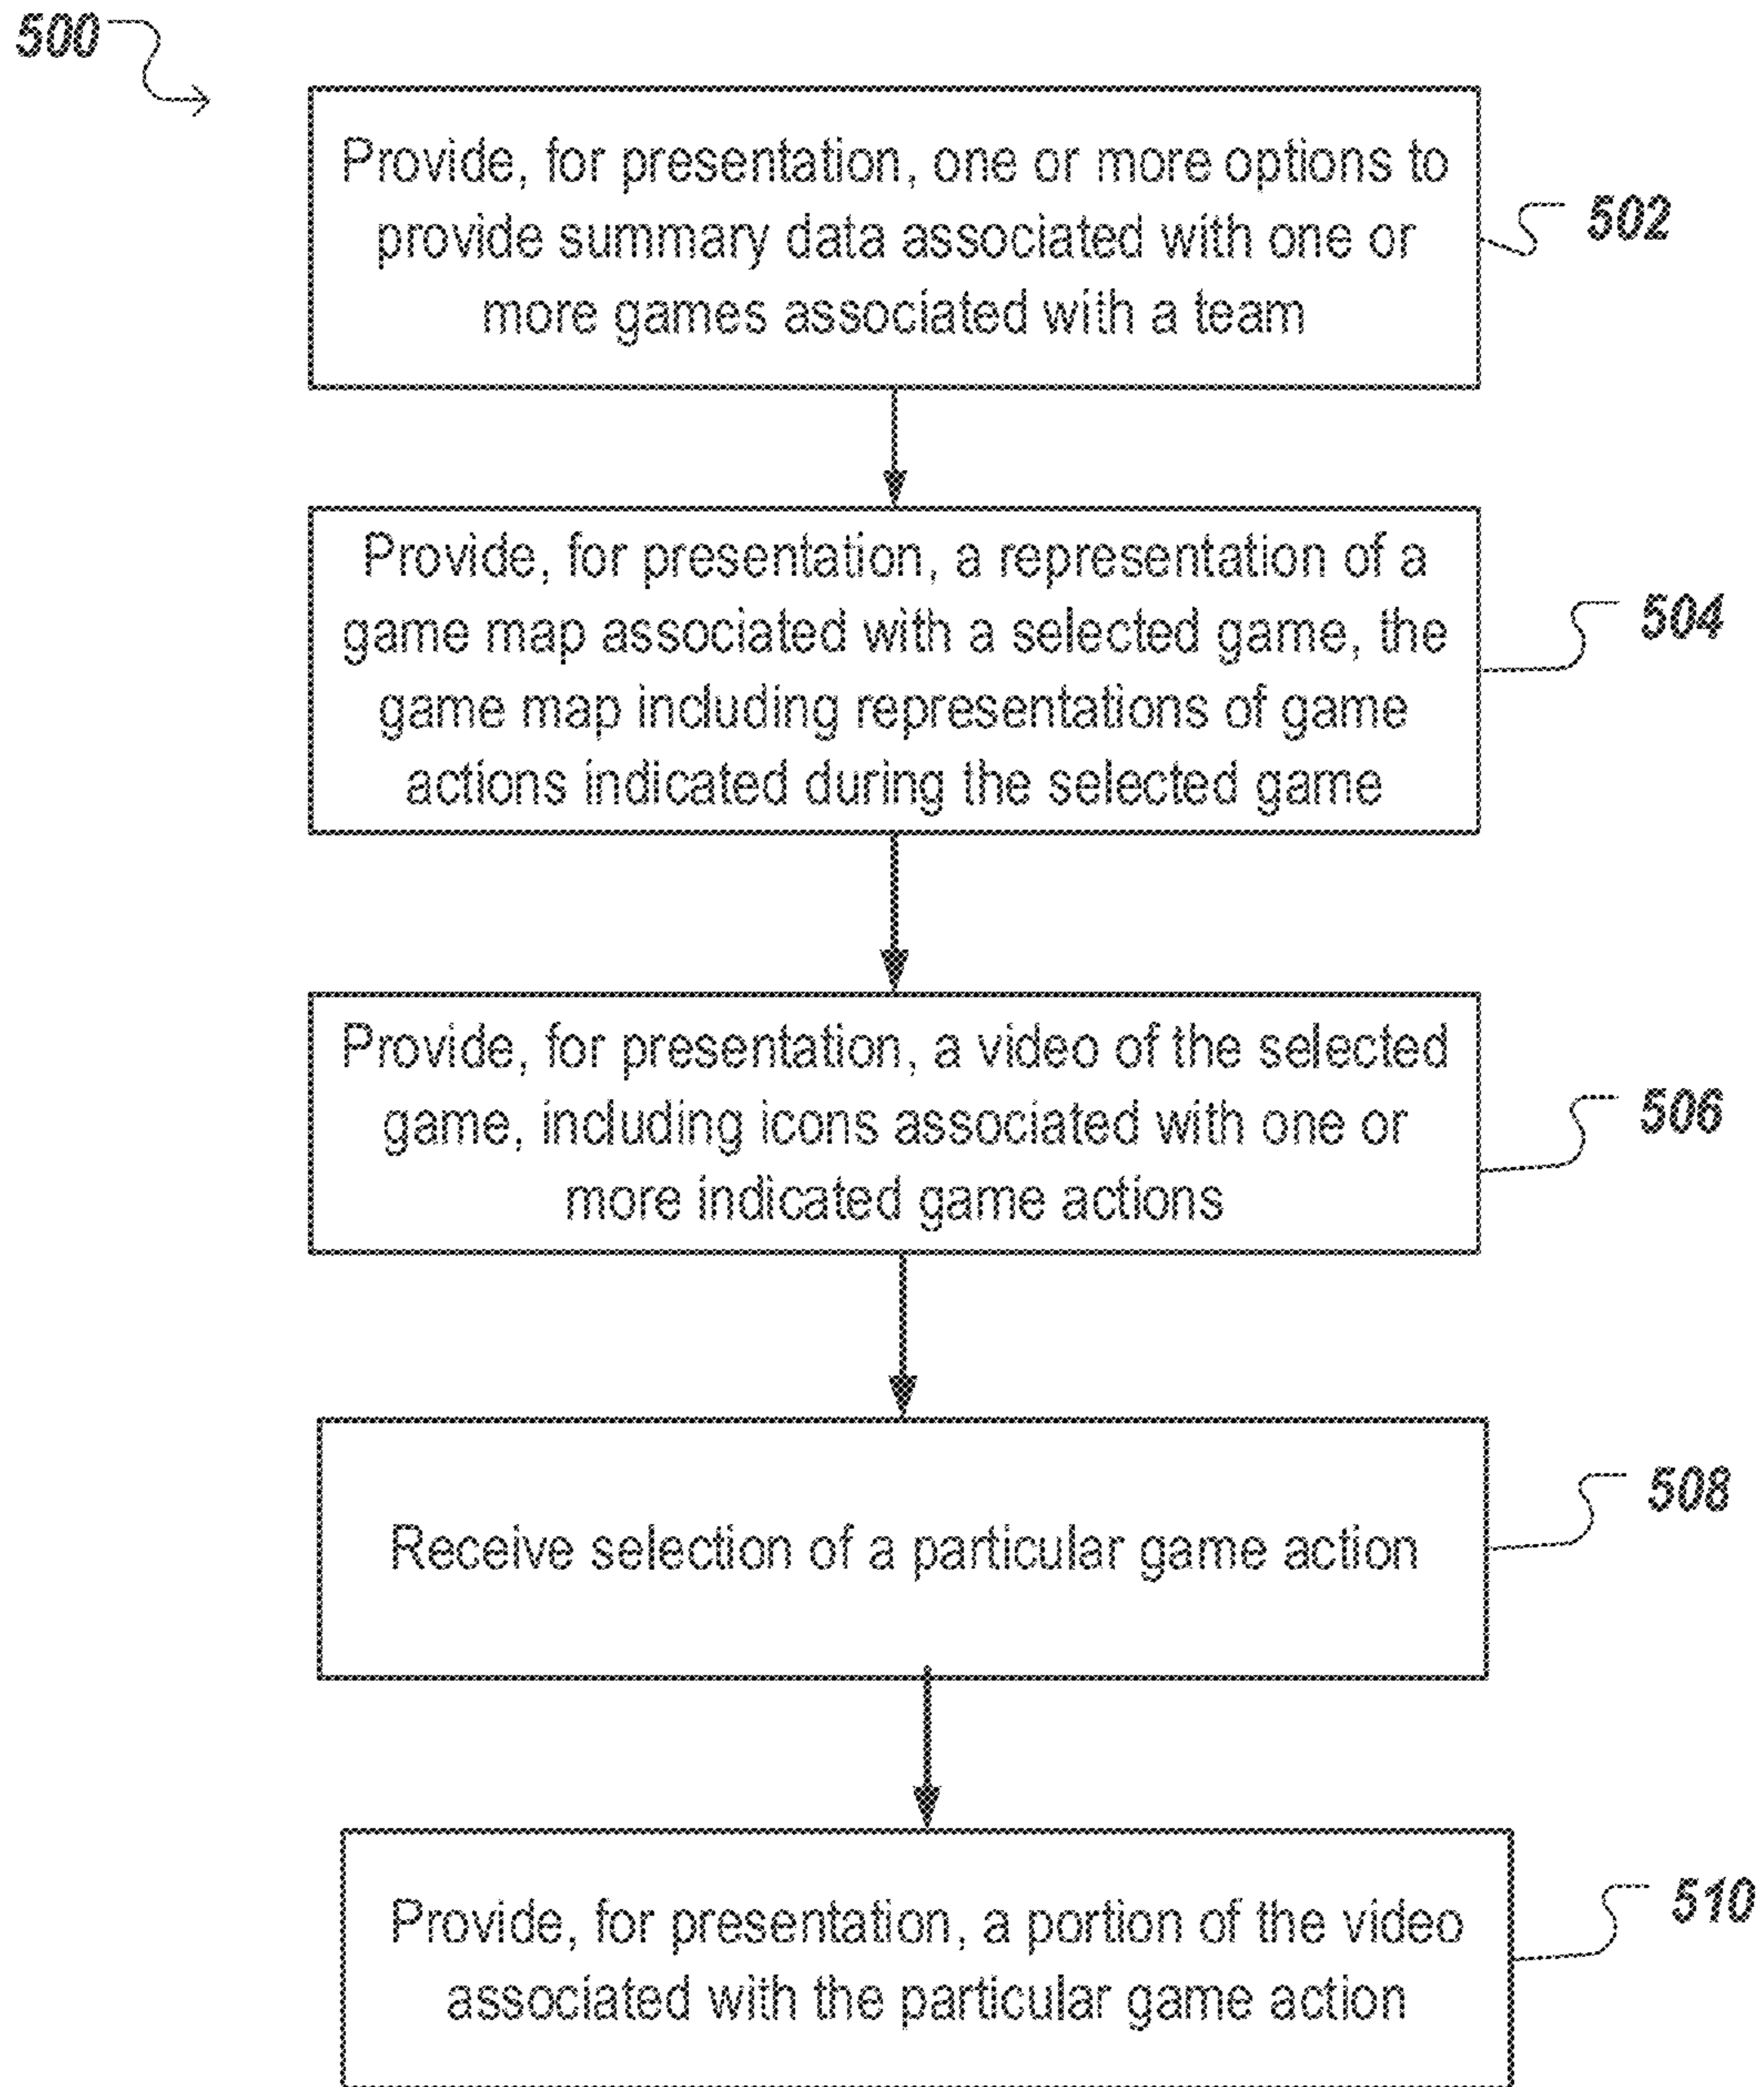 500
Provide, for presentation, one or more options to
provide summary data associated with one or
more games associated with a team
502
Provide, for presentation, a representation of a
game map associated with a selected game, the
game map including representations of game
actions indicated during the selected game
504
Provide, for presentation, a video of the selected
game, including icons associated with one or
more indicated game actions
506
Receive selection of a particular game action
508
Provide, for presentation, a portion of the video
associated with the particular game action
510